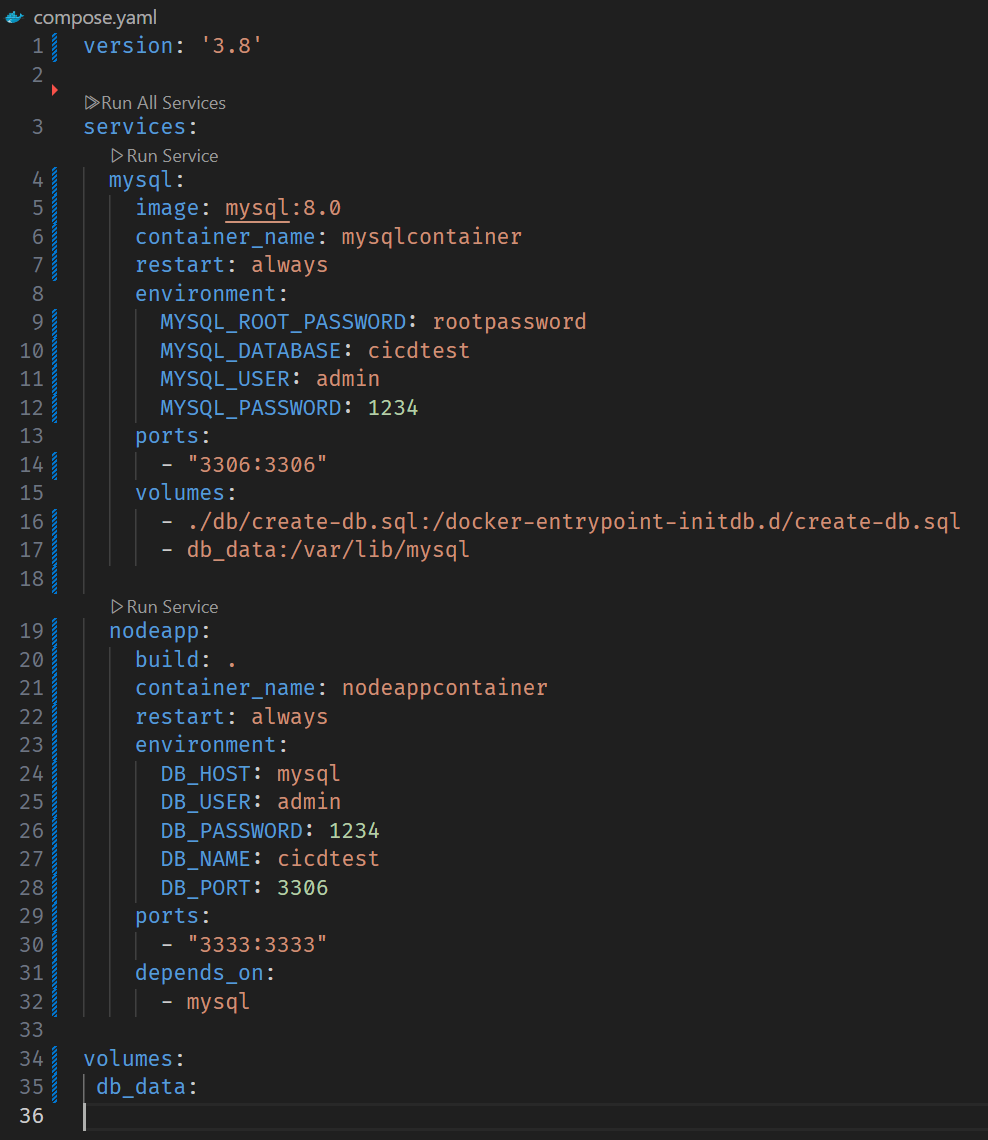 compose.yaml
1 version: '3.8'
2
Run All Services
3 services:
Run Service
4   mysql:
5     image: mysql:8.0
6     container_name: mysqlcontainer
7     restart: always
8     environment:
9       MYSQL_ROOT_PASSWORD: rootpassword
10       MYSQL_DATABASE: cicdtest
11       MYSQL_USER: admin
12       MYSQL_PASSWORD: 1234
13     ports:
14       - "3306:3306"
15     volumes:
16       - ./db/create-db.sql:/docker-entrypoint-initdb.d/create-db.sql
17       - db_data:/var/lib/mysql
18
Run Service
19   nodeapp:
20     build: .
21     container_name: nodeappcontainer
22     restart: always
23     environment:
24       DB_HOST: mysql
25       DB_USER: admin
26       DB_PASSWORD: 1234
27       DB_NAME: cicdtest
28       DB_PORT: 3306
29     ports:
30       - "3333:3333"
31     depends_on:
32       - mysql
33
34 volumes:
35  db_data:
36